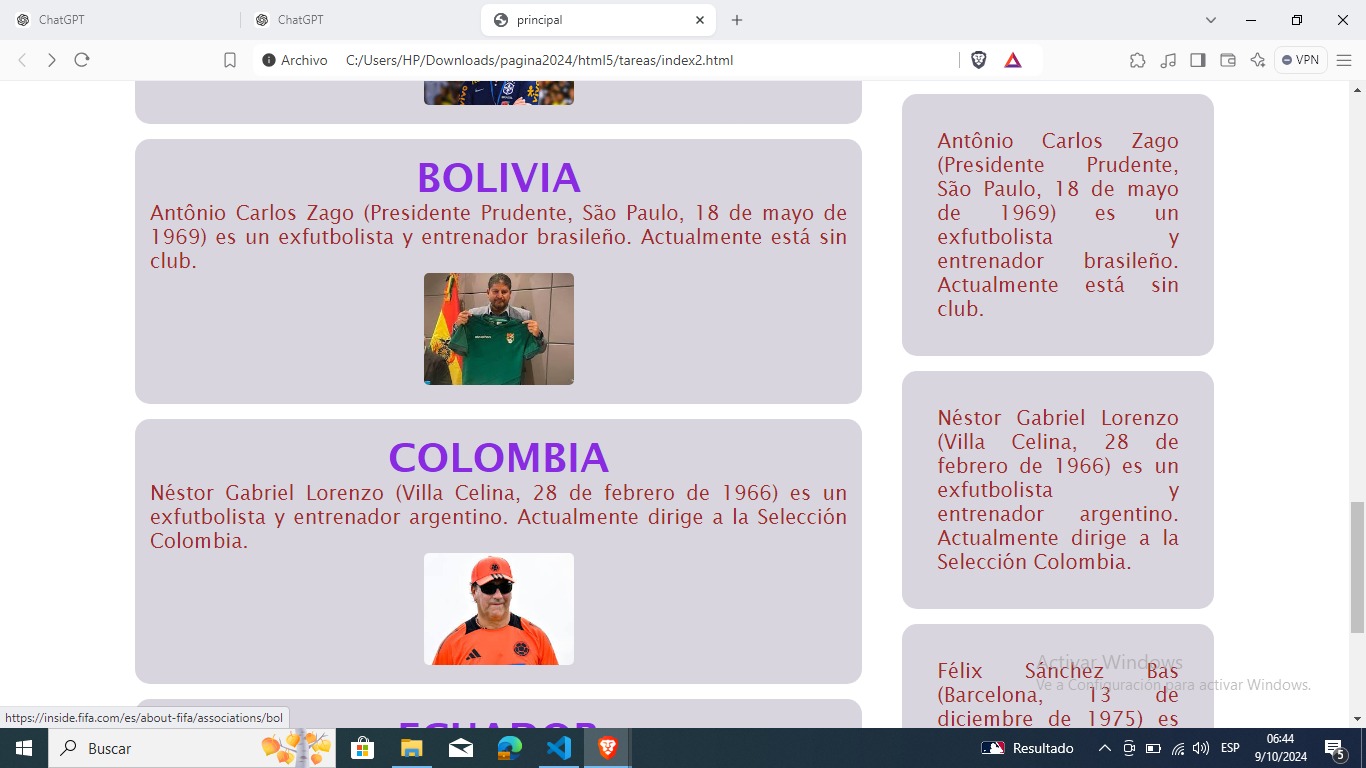 ChatGPT
ChatGPT
principal
Archivo
C:/Users/HP/Downloads/pagina2024/html5/tareas/index2.html
VPN
BOLIVIA
Antônio Carlos Zago (Presidente Prudente, São Paulo, 18 de mayo de
1969) es un exfutbolista y entrenador brasileño. Actualmente está sin
club.
COLOMBIA
Néstor Gabriel Lorenzo (Villa Celina, 28 de febrero de 1966) es un
exfutbolista y entrenador argentino. Actualmente dirige a la Selección
Colombia.
ECUADOR
Antônio Carlos Zago
(Presidente Prudente,
São Paulo, 18 de mayo
de 1969) es un
exfutbolista y
entrenador brasileño.
Actualmente está sin
club.
Néstor Gabriel Lorenzo
(Villa Celina, 28 de
febrero de 1966) es un
exfutbolista y
entrenador argentino.
Actualmente dirige a la
Selección Colombia.
Félix Sánchez Bas
(Barcelona, 13 de
diciembre de 1975) es
Activar Windows
Ve a Configuración para activar Windows.
https://inside.fifa.com/es/about-fifa/associations/bol
Buscar
Resultado
ESP
06:44
9/10/2024
5